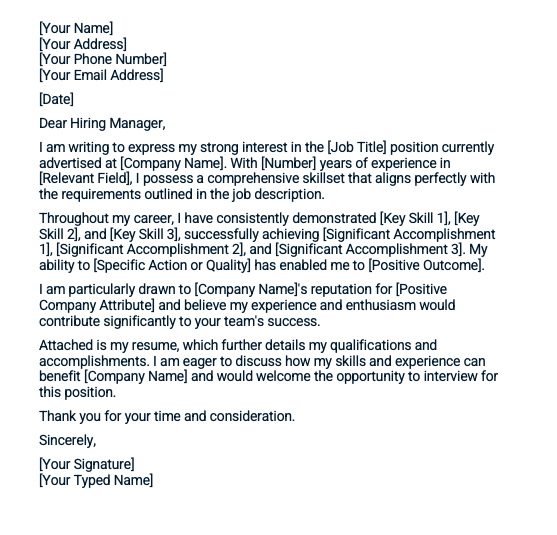 [Your Name]
[Your Address]
[Your Phone Number]
[Your Email Address]
[Date]
Dear Hiring Manager,
I am writing to express my strong interest in the [Job Title] position currently
advertised at [Company Name]. With [Number] years of experience in
[Relevant Field], I possess a comprehensive skillset that aligns perfectly with
the requirements outlined in the job description.
Throughout my career, I have consistently demonstrated [Key Skill 1], [Key
Skill 2], and [Key Skill 3], successfully achieving [Significant Accomplishment
1], [Significant Accomplishment 2], and [Significant Accomplishment 3]. My
ability to [Specific Action or Quality] has enabled me to [Positive Outcome].
I am particularly drawn to [Company Name]'s reputation for [Positive
Company Attribute] and believe my experience and enthusiasm would
contribute significantly to your team's success.
Attached is my resume, which further details my qualifications and
accomplishments. I am eager to discuss how my skills and experience can
benefit [Company Name] and would welcome the opportunity to interview for
this position.
Thank you for your time and consideration.
Sincerely,
[Your Signature]
[Your Typed Name]